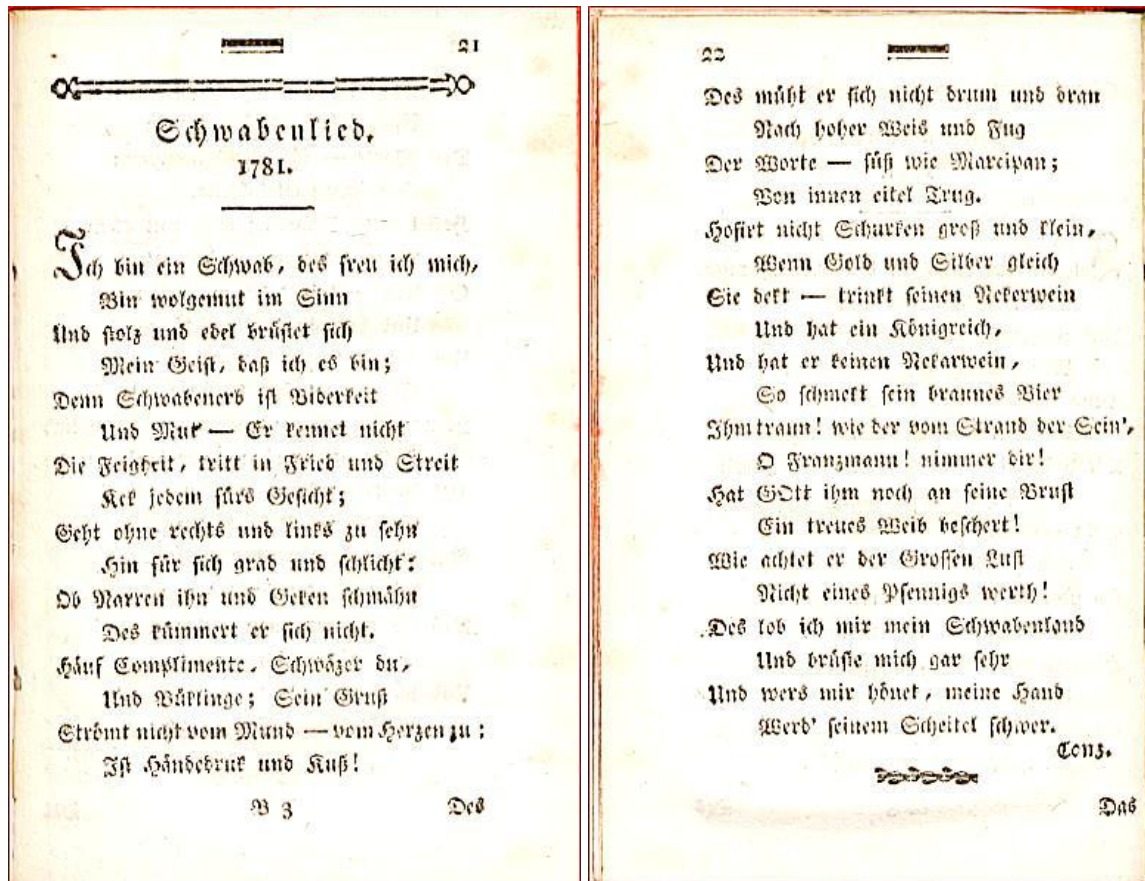 21
Schwabenlied.
1781.
Ich bin ein Schwab, des freu ich mich,
Bin wolgemut im Sinn
Und stolz und edel brüstet sich
Mein Geist, daß ich es bin;
Denn Schwabenerb ist Biderkeit
Und Mut — Er kennet nicht
Die Feigheit, tritt in Fried und Streit
Kek jedem fürs Gesicht;
Geht ohne rechts und links zu sehn
Hin für sich grad und schlicht:
Ob Narren ihn und Geken schmähn
Des kümmert er sich nicht.
Häuf Complimente, Schwäzer du,
Und Büklinge; Sein Gruß
Strömt nicht vom Mund — vom Herzen zu:
Ist Händedruk und Kuß!
B 3
Des
22
Des müht er sich nicht drum und dran
Nach hoher Weis und Fug
Der Worte — süß wie Marcipan;
Von innen eitel Trug.
Hofirt nicht Schurken groß und klein,
Wenn Gold und Silber gleich
Sie dekt — trinkt seinen Nekerwein
Und hat ein Königreich,
Und hat er keinen Nekarwein,
So schmekt sein braunes Bier
Ihm traun! wie der vom Strand der Sein',
O Franzmann! nimmer dir!
Hat GOtt ihm noch an seine Brust
Ein treues Weib beschert!
Wie achtet er der Grossen Lust
Nicht eines Pfennigs werth!
Des lob ich mir mein Schwabenland
Und brüste mich gar sehr
Und wers mir hönet, meine Hand
Werd' seinem Scheitel schwer.
Conz.
Das